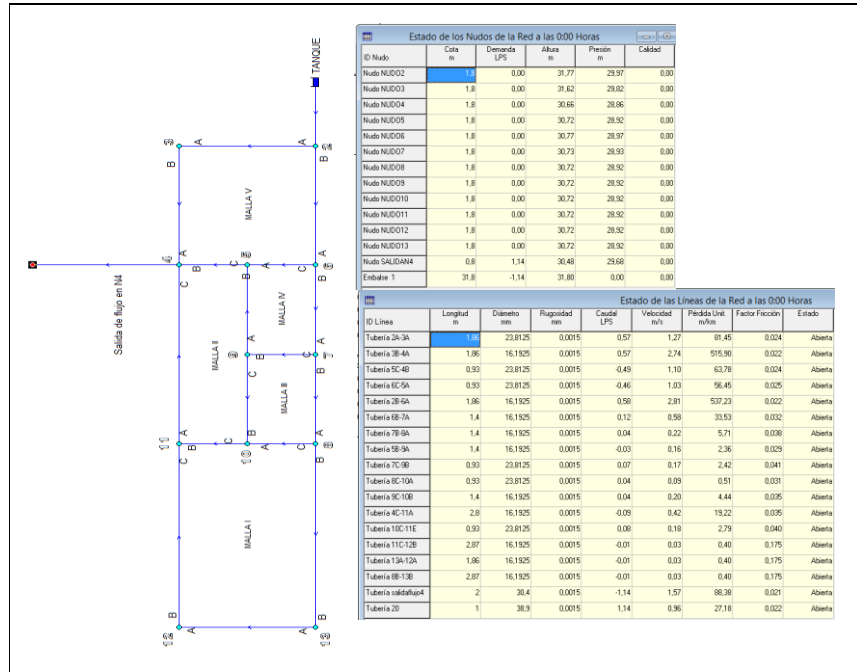 TANQUE
3 A A 2
B B
MALLA V
4 A C 5 A 6
B C B A B
C
Salida de flujo en N4
MALLA II
MALLA IV
9 A B C A 7
C B
MALLA III
11 A C 10 B C A 8
C B A B
MALLA I
B B
12 A A 13
Estado de los Nudos de la Red a las 0:00 Horas
ID Nudo Cota m Demanda LPS Altura m Presión m Calidad
Nudo NUDO2 1,8 0,00 31,77 29,97 0,00
Nudo NUDO3 1,8 0,00 31,62 29,82 0,00
Nudo NUDO4 1,8 0,00 30,66 28,86 0,00
Nudo NUDO5 1,8 0,00 30,72 28,92 0,00
Nudo NUDO6 1,8 0,00 30,77 28,97 0,00
Nudo NUDO7 1,8 0,00 30,73 28,93 0,00
Nudo NUDO8 1,8 0,00 30,72 28,92 0,00
Nudo NUDO9 1,8 0,00 30,72 28,92 0,00
Nudo NUDO10 1,8 0,00 30,72 28,92 0,00
Nudo NUDO11 1,8 0,00 30,72 28,92 0,00
Nudo NUDO12 1,8 0,00 30,72 28,92 0,00
Nudo NUDO13 1,8 0,00 30,72 28,92 0,00
Nudo SALIDAN4 0,8 1,14 30,48 29,68 0,00
Embalse 1 31,8 -1,14 31,80 0,00 0,00
Estado de las Líneas de la Red a las 0:00 Horas
ID Línea Longitud m Diámetro mm Rugosidad mm Caudal LPS Velocidad m/s Pérdida Unit. m/km Factor Fricción Estado
Tubería 2A-3A 1,86 23,8125 0,0015 0,57 1,27 81,45 0,024 Abierta
Tubería 3B-4A 1,86 16,1925 0,0015 0,57 2,74 515,90 0,022 Abierta
Tubería 5C-4B 0,93 23,8125 0,0015 -0,49 1,10 63,78 0,024 Abierta
Tubería 6C-5A 0,93 23,8125 0,0015 -0,46 1,03 56,45 0,025 Abierta
Tubería 2B-6A 1,86 16,1925 0,0015 0,58 2,81 537,23 0,022 Abierta
Tubería 6B-7A 1,4 16,1925 0,0015 0,12 0,58 33,53 0,032 Abierta
Tubería 7B-8A 1,4 16,1925 0,0015 0,04 0,22 5,71 0,038 Abierta
Tubería 5B-9A 1,4 16,1925 0,0015 -0,03 0,16 2,36 0,029 Abierta
Tubería 7C-9B 0,93 23,8125 0,0015 0,07 0,17 2,42 0,041 Abierta
Tubería 8C-10A 0,93 23,8125 0,0015 0,04 0,09 0,51 0,031 Abierta
Tubería 9C-10B 1,4 16,1925 0,0015 0,04 0,20 4,44 0,035 Abierta
Tubería 4C-11A 2,8 16,1925 0,0015 -0,09 0,42 19,22 0,035 Abierta
Tubería 10C-11E 0,93 23,8125 0,0015 0,08 0,18 2,79 0,040 Abierta
Tubería 11C-12B 2,87 16,1925 0,0015 -0,01 0,03 0,40 0,175 Abierta
Tubería 13A-12A 1,86 16,1925 0,0015 -0,01 0,03 0,40 0,175 Abierta
Tubería 8B-13B 2,87 16,1925 0,0015 -0,01 0,03 0,40 0,175 Abierta
Tubería salidaflujo4 2 30,4 0,0015 -1,14 1,57 88,38 0,021 Abierta
Tubería 20 1 38,9 0,0015 1,14 0,96 27,18 0,022 Abierta